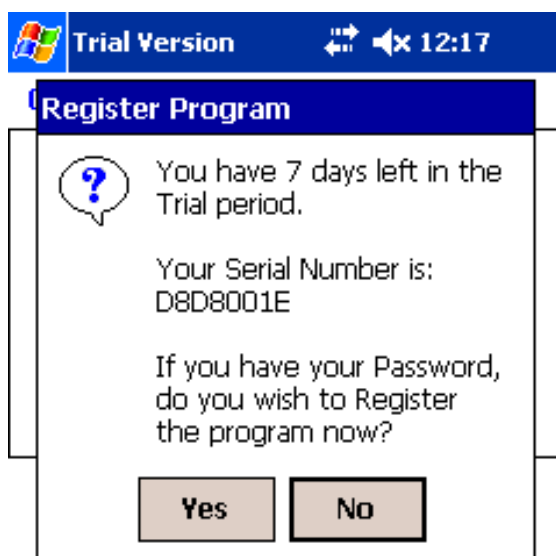 Trial Version 12:17
Register Program
?
You have 7 days left in the
Trial period.
Your Serial Number is:
D8D8001E
If you have your Password,
do you wish to Register
the program now?
Yes No